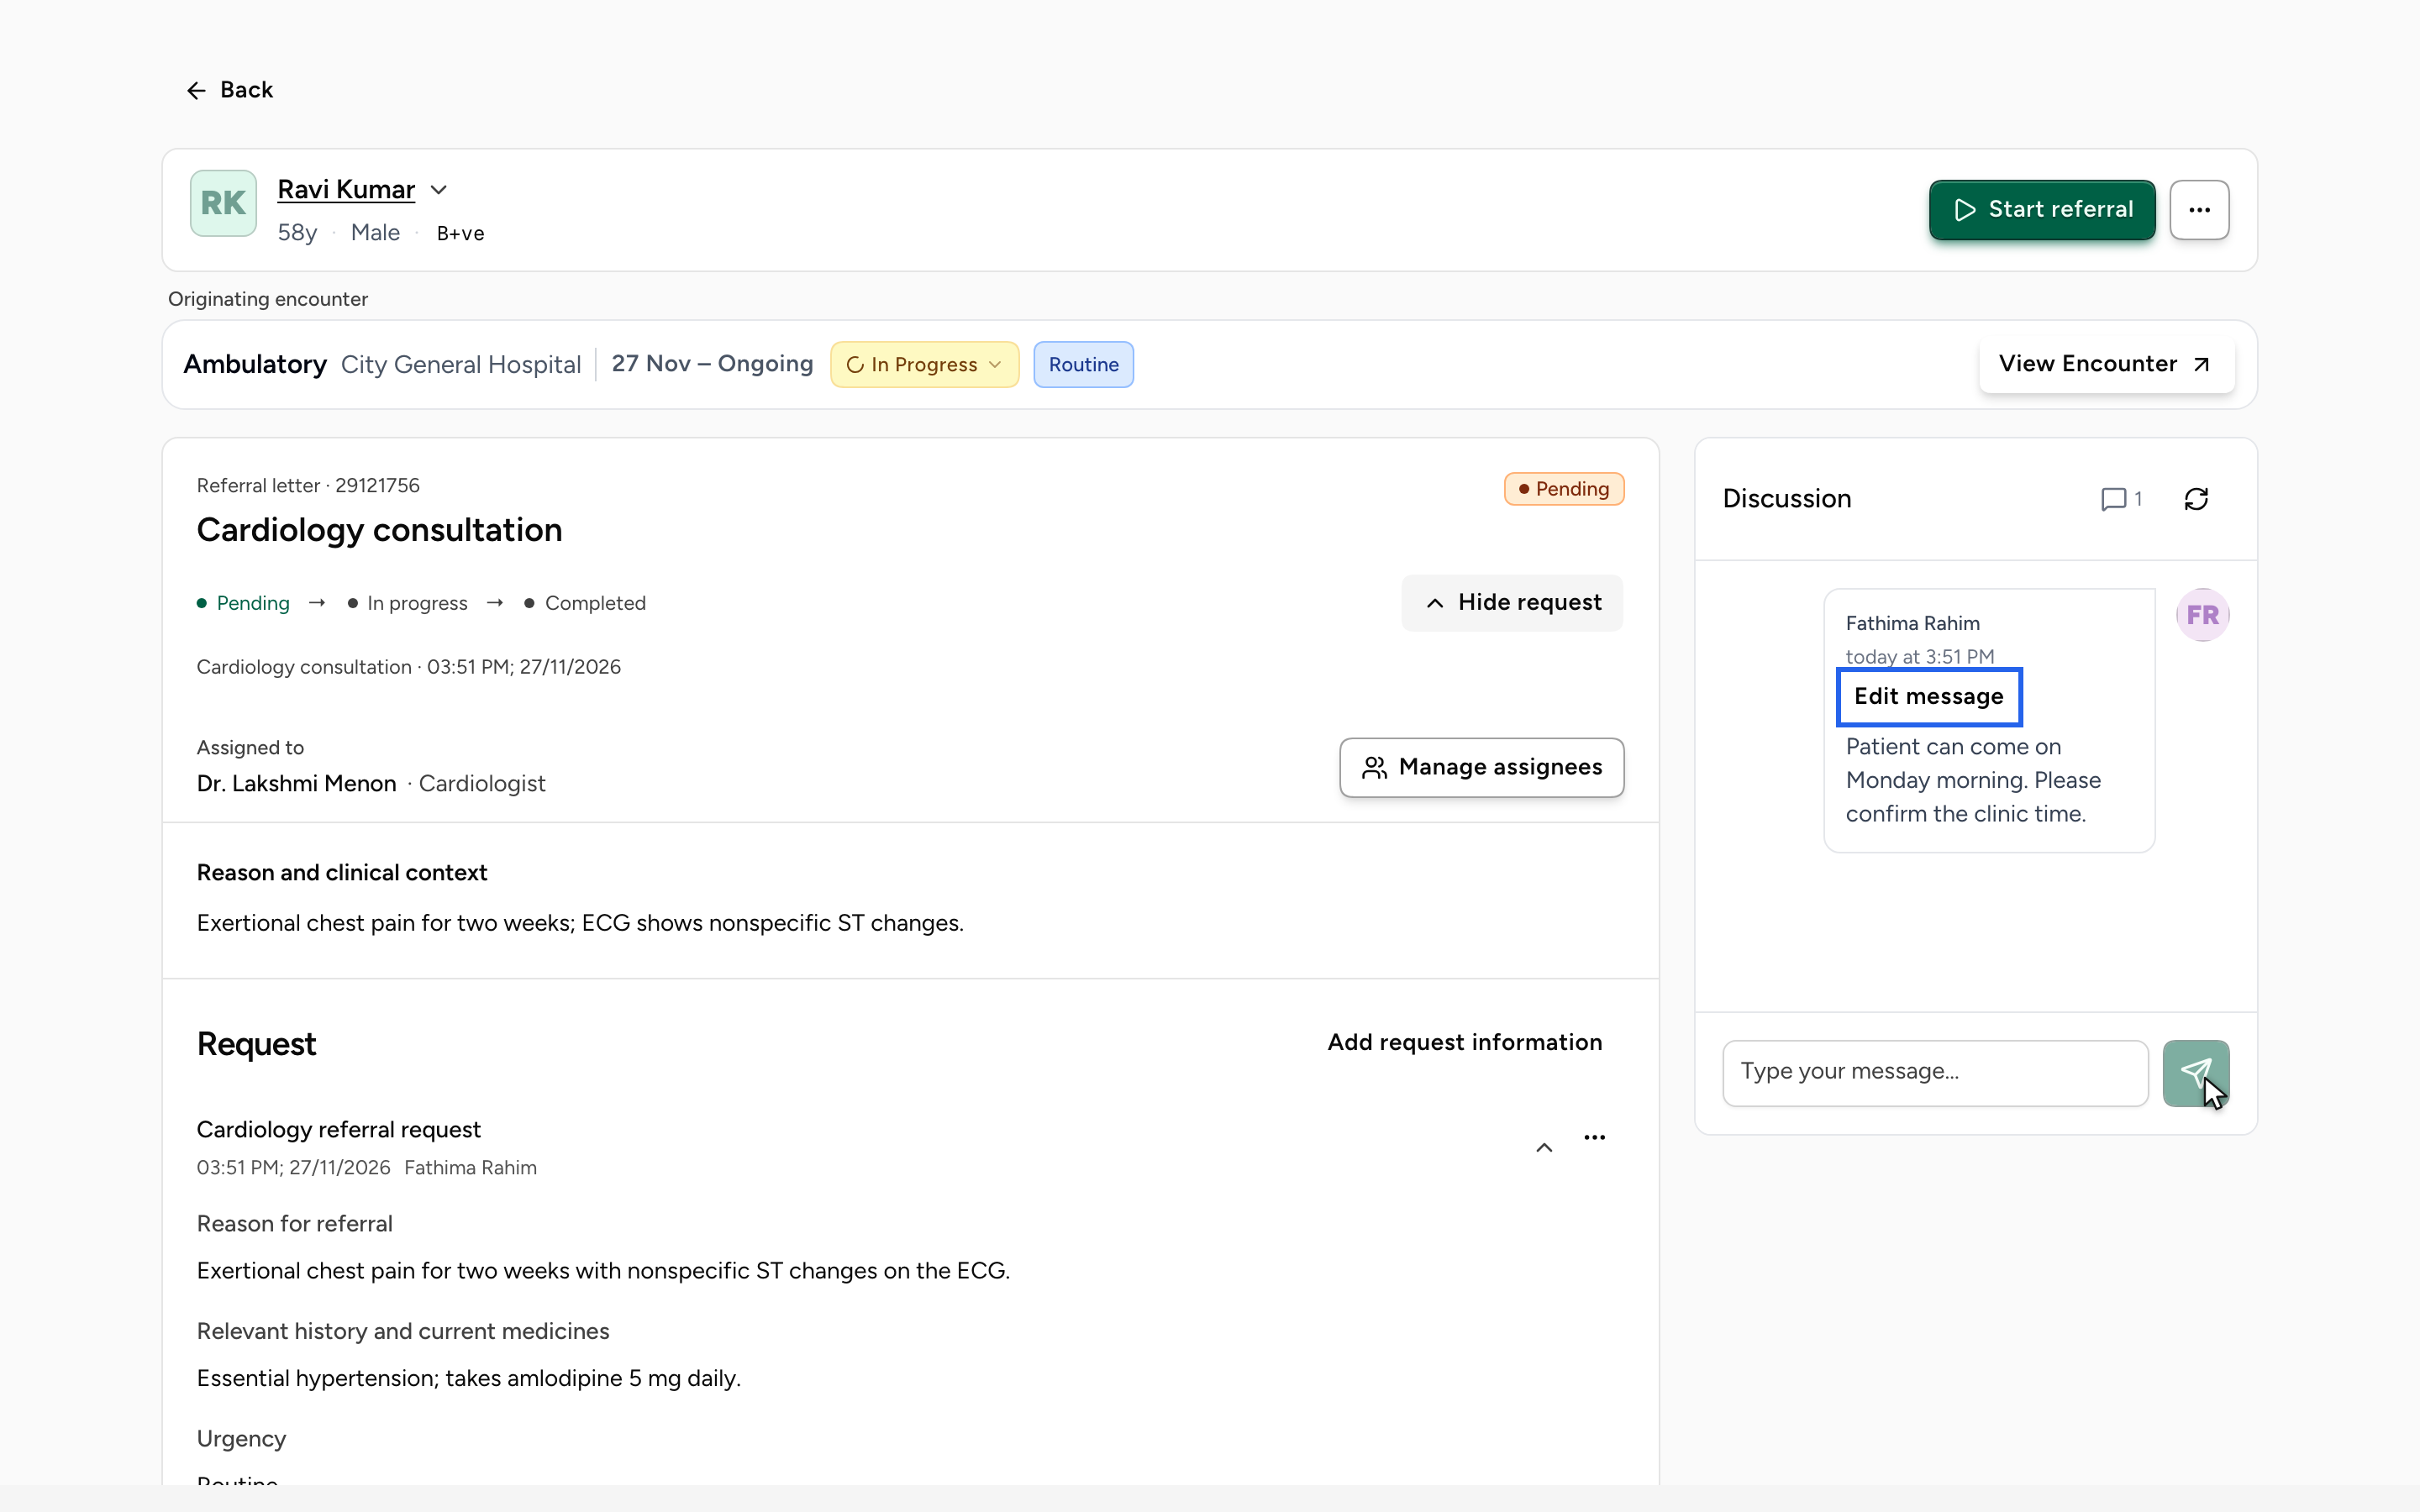 Back
RK
Ravi Kumar
58y · Male · B+ve
Start referral
Originating encounter
Ambulatory City General Hospital 27 Nov – Ongoing In Progress Routine
View Encounter
Referral letter · 29121756
Pending
Cardiology consultation
Pending → In progress → Completed
Hide request
Cardiology consultation · 03:51 PM; 27/11/2026
Assigned to
Dr. Lakshmi Menon · Cardiologist
Manage assignees
Reason and clinical context
Exertional chest pain for two weeks; ECG shows nonspecific ST changes.
Request
Add request information
Cardiology referral request
03:51 PM; 27/11/2026 Fathima Rahim
Reason for referral
Exertional chest pain for two weeks with nonspecific ST changes on the ECG.
Relevant history and current medicines
Essential hypertension; takes amlodipine 5 mg daily.
Urgency
Routine
Discussion
1
Fathima Rahim
FR
today at 3:51 PM
Edit message
Patient can come on
Monday morning. Please
confirm the clinic time.
Type your message...